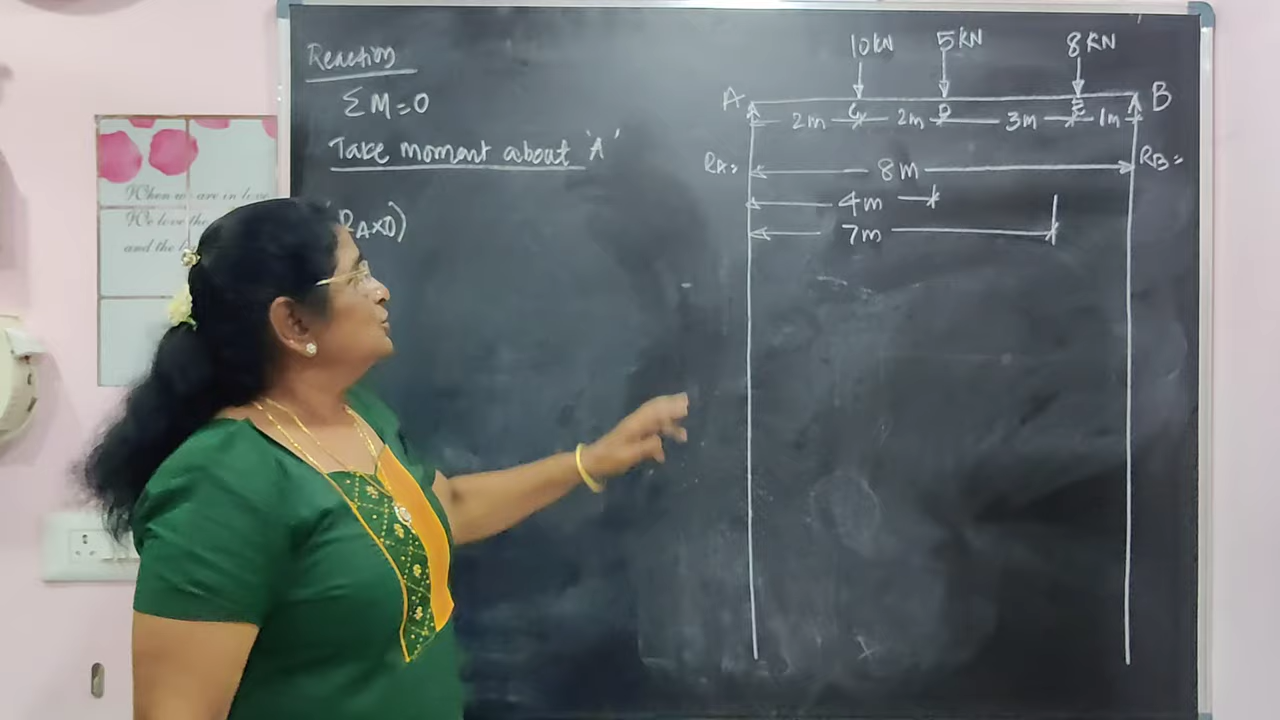 Reaction
ΣM=0
Take moment about 'A'
RA×0)
10kN 5KN 8KN
A B
C D E
2m 2m 3m 1m
RA= 8m RB=
4m
7m
When we are in love
We love the
and the